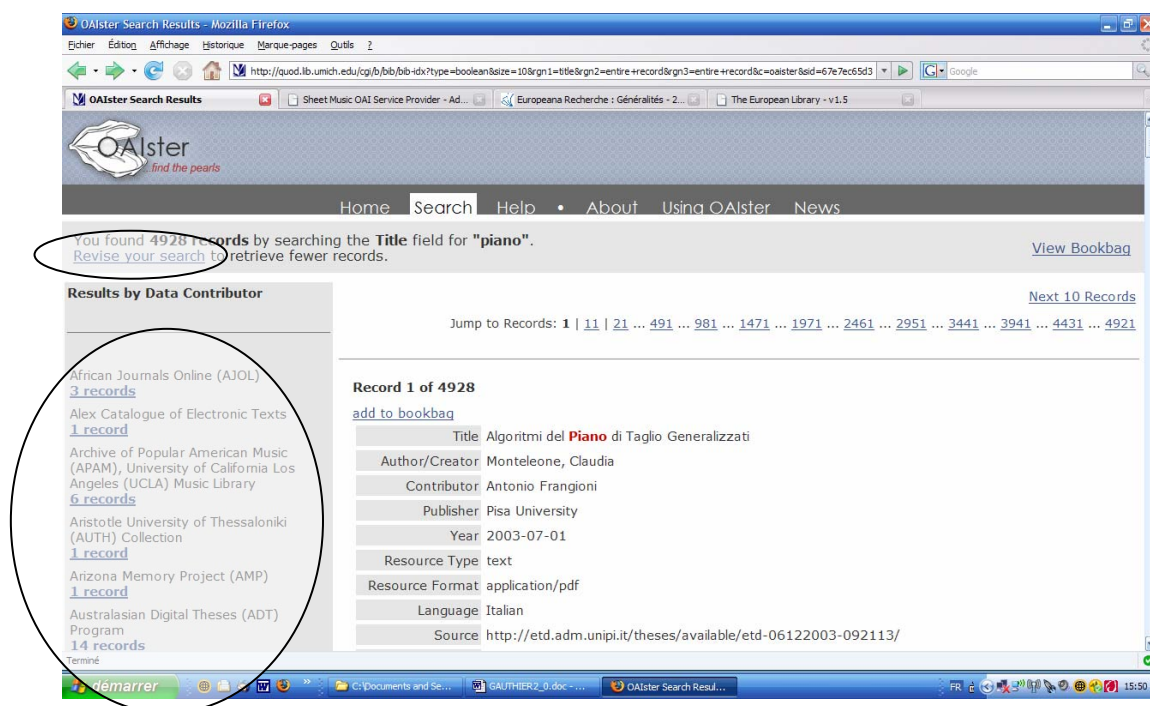 OAIster Search Results - Mozilla Firefox
Fichier Édition Affichage Historique Marque-pages Outils ?
http://quod.lib.umich.edu/cgi/b/bib/bib-idx?type=boolean&size=10&rgn1=title&rgn2=entire+record&rgn3=entire+record&c=oaister&sid=67e7ec65d3
Google
OAIster Search Results
Sheet Music OAI Service Provider - Ad...
Europeana Recherche : Généralités - 2...
The European Library - v1.5
OAIster
...find the pearls
Home Search Help • About Using OAIster News
You found 4928 records by searching the Title field for "piano".
Revise your search to retrieve fewer records.
View Bookbag
Results by Data Contributor
Next 10 Records
Jump to Records: 1 | 11 | 21 ... 491 ... 981 ... 1471 ... 1971 ... 2461 ... 2951 ... 3441 ... 3941 ... 4431 ... 4921
African Journals Online (AJOL)
3 records
Alex Catalogue of Electronic Texts
1 record
Archive of Popular American Music
(APAM), University of California Los
Angeles (UCLA) Music Library
6 records
Aristotle University of Thessaloniki
(AUTH) Collection
1 record
Arizona Memory Project (AMP)
1 record
Australasian Digital Theses (ADT)
Program
14 records
Record 1 of 4928
add to bookbag
Title Algoritmi del Piano di Taglio Generalizzati
Author/Creator Monteleone, Claudia
Contributor Antonio Frangioni
Publisher Pisa University
Year 2003-07-01
Resource Type text
Resource Format application/pdf
Language Italian
Source http://etd.adm.unipi.it/theses/available/etd-06122003-092113/
Terminé
démarrer
C:\Documents and Se...
GAUTHIER2_0.doc -...
OAIster Search Resul...
FR
15:50